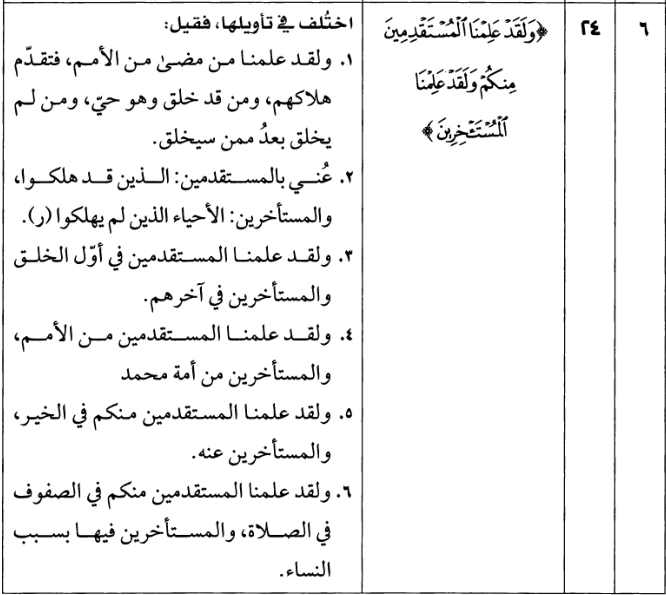 ٦
٢٤
﴿وَلَقَدْ عَلِمْنَا ٱلْمُسْتَقْدِمِينَ
مِنكُمْ وَلَقَدْ عَلِمْنَا
ٱلْمُسْتَـْٔخِرِينَ﴾
اختُلف في تأويلها، فقيل:
١. ولقد علمنا من مضىٰ من الأمم، فتقدّم
هلاكهم، ومن قد خلق وهو حيّ، ومن لم
يخلق بعدُ ممن سيخلق.
٢. عُني بالمستقدمين: الذين قد هلكوا،
والمستأخرين: الأحياء الذين لم يهلكوا (ر).
٣. ولقد علمنا المستقدمين في أوّل الخلق
والمستأخرين في آخرهم.
٤. ولقد علمنا المستقدمين من الأمم،
والمستأخرين من أمة محمد
٥. ولقد علمنا المستقدمين منكم في الخير،
والمستأخرين عنه.
٦. ولقد علمنا المستقدمين منكم في الصفوف
في الصلاة، والمستأخرين فيها بسبب
النساء.